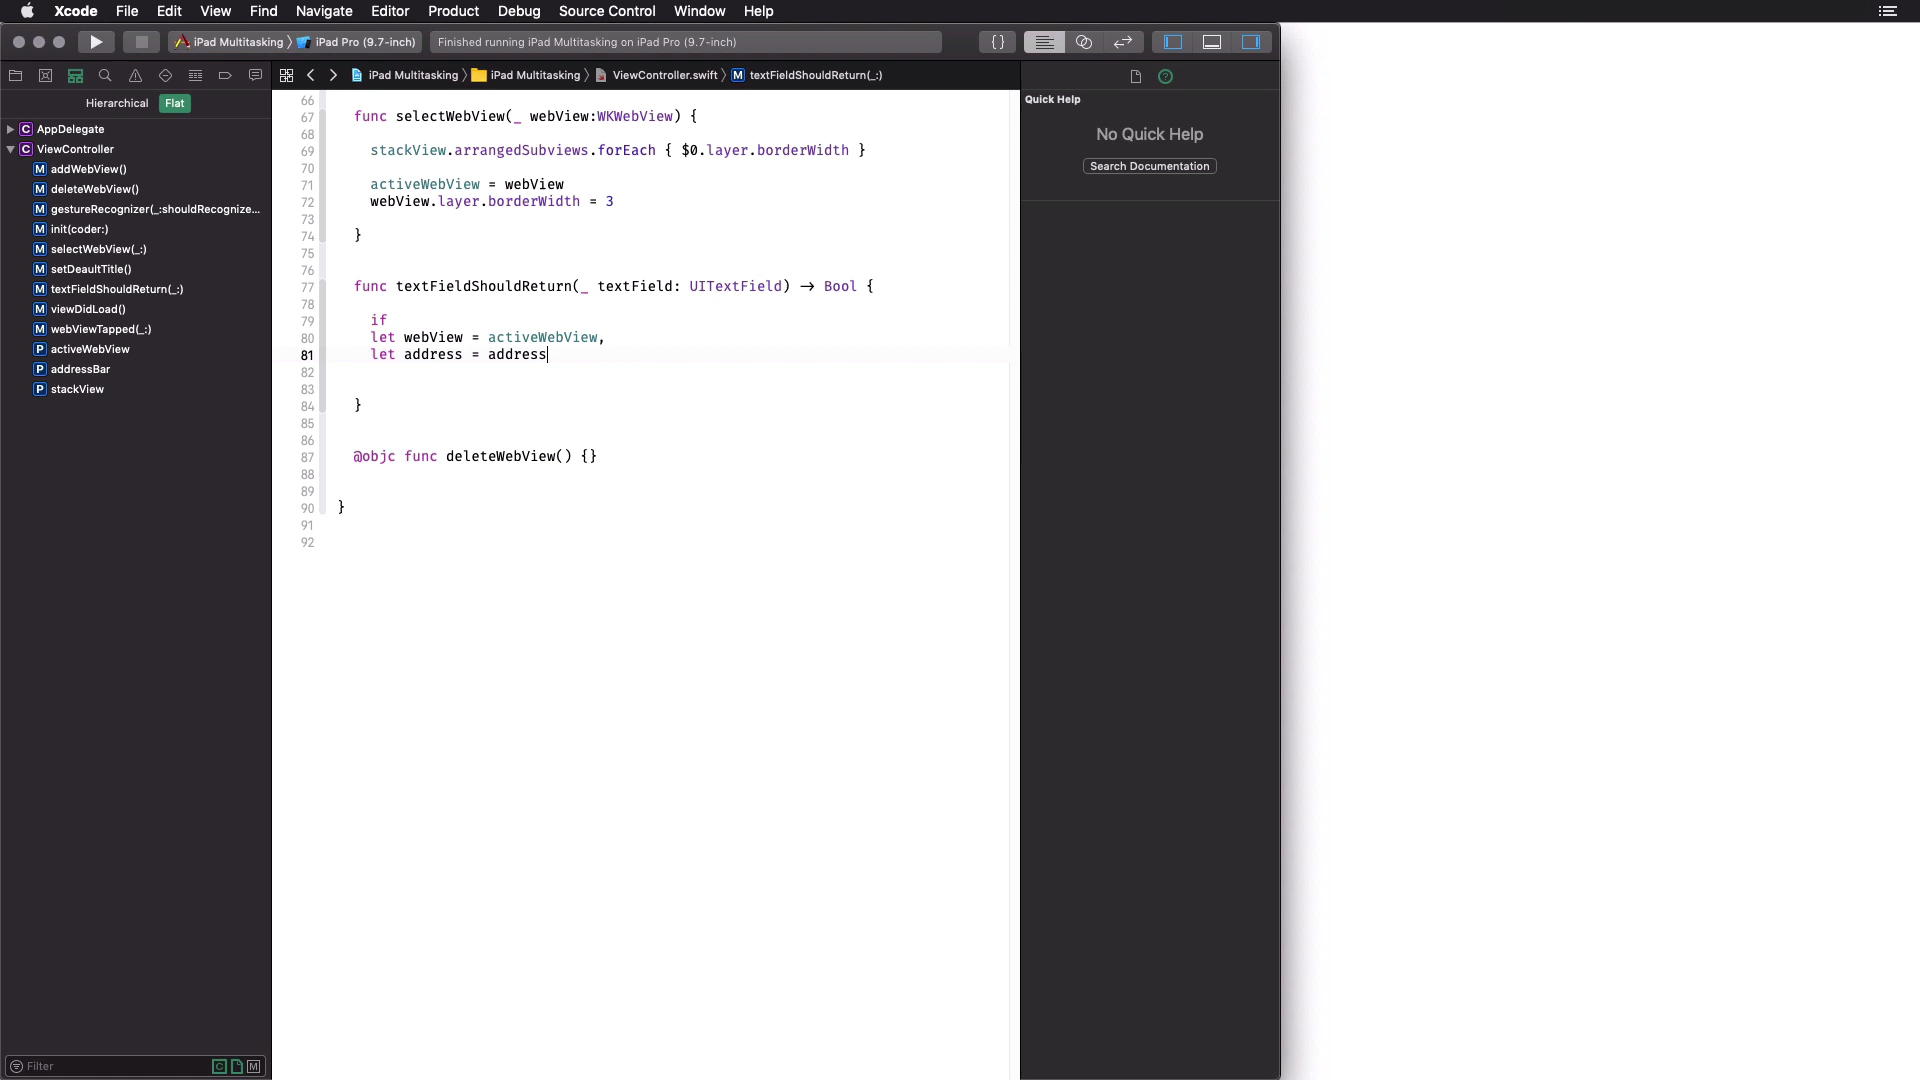 Xcode File Edit View Find Navigate Editor Product Debug Source Control Window Help
iPad Multitasking 〉 iPad Pro (9.7-inch)
Finished running iPad Multitasking on iPad Pro (9.7-inch)
{}
iPad Multitasking 〉 iPad Multitasking 〉 ViewController.swift 〉 M textFieldShouldReturn(_:)
Hierarchical Flat
C AppDelegate
C ViewController
M addWebView()
M deleteWebView()
M gestureRecognizer(_:shouldRecognize...
M init(coder:)
M selectWebView(_:)
M setDeaultTitle()
M textFieldShouldReturn(_:)
M viewDidLoad()
M webViewTapped(_:)
P activeWebView
P addressBar
P stackView
Filter
C M
66
67 func selectWebView(_ webView:WKWebView) {
68
69 stackView.arrangedSubviews.forEach { $0.layer.borderWidth }
70
71 activeWebView = webView
72 webView.layer.borderWidth = 3
73
74 }
75
76
77 func textFieldShouldReturn(_ textField: UITextField) -> Bool {
78
79 if
80 let webView = activeWebView,
81 let address = address
82
83
84 }
85
86
87 @objc func deleteWebView() {}
88
89
90 }
91
92
Quick Help
No Quick Help
Search Documentation